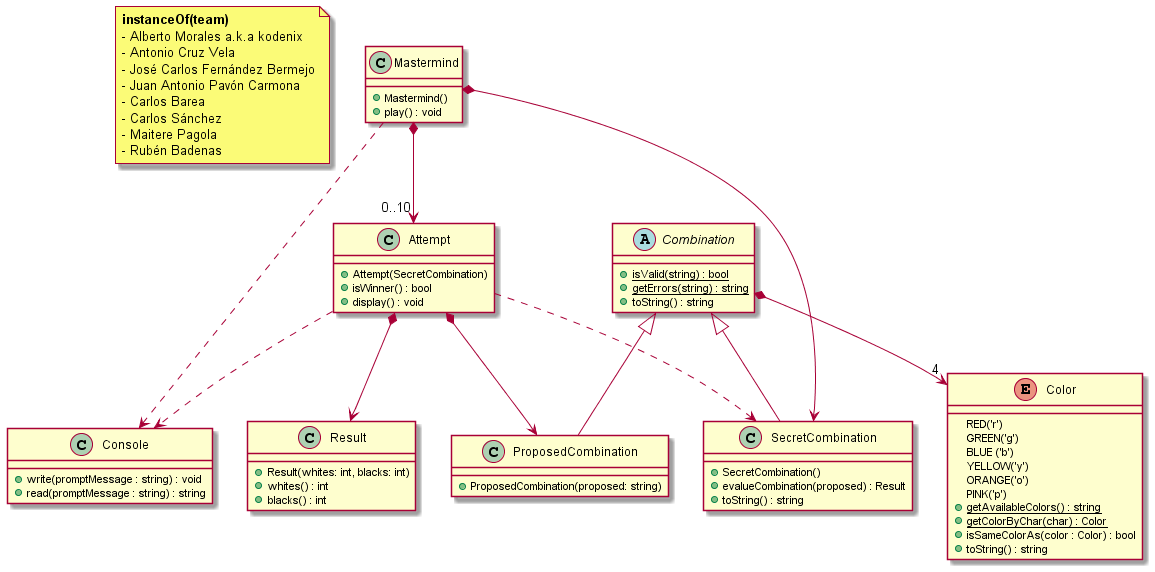 instanceOf(team)
- Alberto Morales a.k.a kodenix
- Antonio Cruz Vela
- José Carlos Fernández Bermejo
- Juan Antonio Pavón Carmona
- Carlos Barea
- Carlos Sánchez
- Maitere Pagola
- Rubén Badenas
C Mastermind
Mastermind()
play() : void
0..10
C Attempt
Attempt(SecretCombination)
isWinner() : bool
display() : void
A Combination
isValid(string) : bool
getErrors(string) : string
toString() : string
4
C Console
write(promptMessage : string) : void
read(promptMessage : string) : string
C Result
Result(whites: int, blacks: int)
whites() : int
blacks() : int
C ProposedCombination
ProposedCombination(proposed: string)
C SecretCombination
SecretCombination()
evalueCombination(proposed) : Result
toString() : string
E Color
RED('r')
GREEN('g')
BLUE ('b')
YELLOW('y')
ORANGE('o')
PINK('p')
getAvailableColors() : string
getColorByChar(char) : Color
isSameColorAs(color : Color) : bool
toString() : string